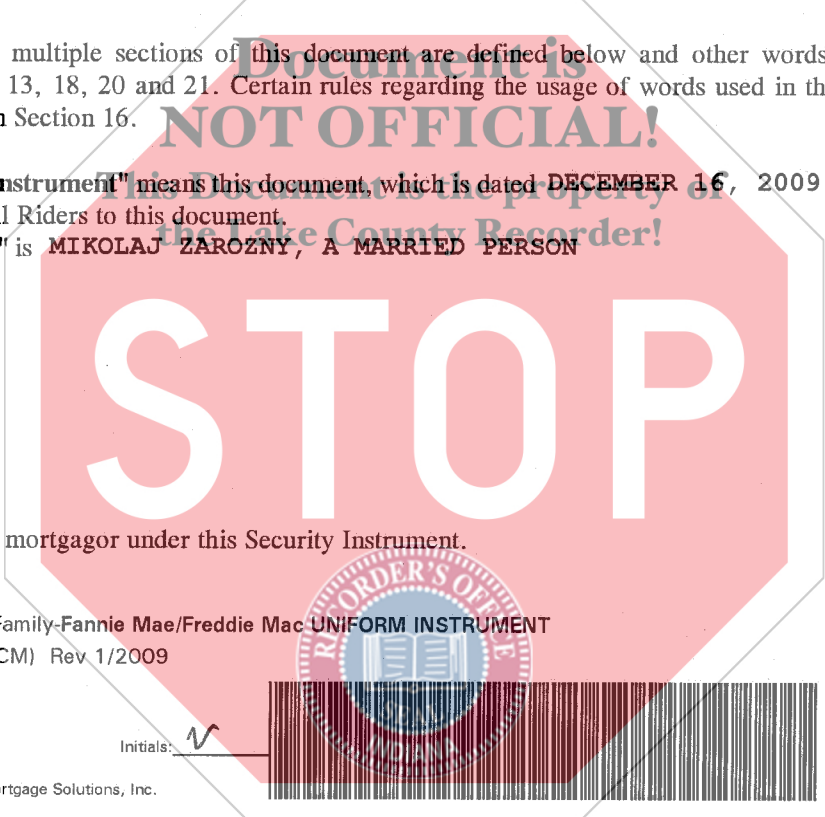 multiple sections of this document are defined below and other words
13, 18, 20 and 21. Certain rules regarding the usage of words used in th
Section 16.
Document is
NOT OFFICIAL!
This Document is the property of
the Lake County Recorder!
nstrument" means this document, which is dated DECEMBER 16, 2009
l Riders to this document.
" is MIKOLAJ ZAROZNY, A MARRIED PERSON
STOP
mortgagor under this Security Instrument.
Family-Fannie Mae/Freddie Mac UNIFORM INSTRUMENT
CM) Rev 1/2009
RECORDER'S OFFICE
SEAL
INDIANA
Initials:
rtgage Solutions, Inc.